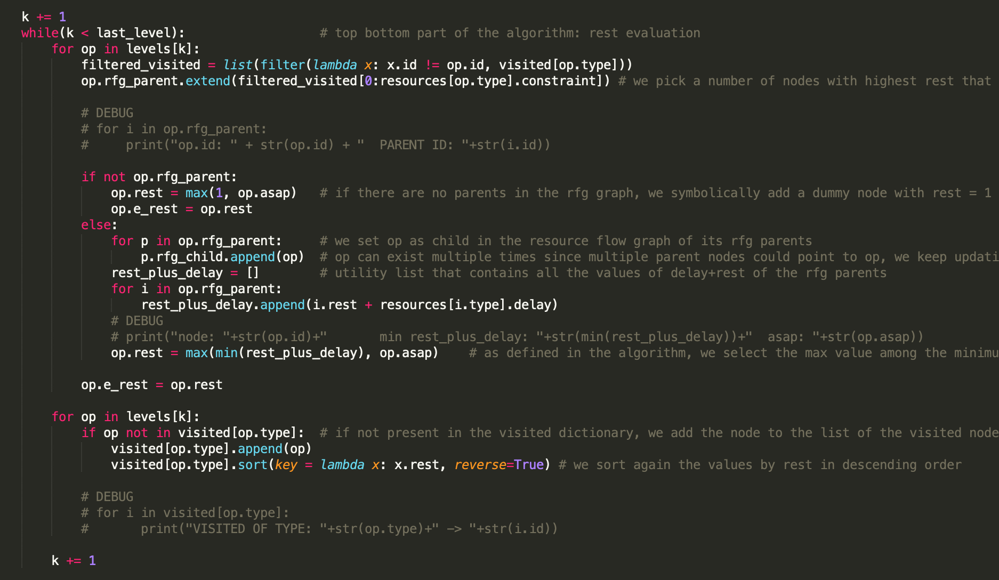 k += 1
while(k < last_level):                  # top bottom part of the algorithm: rest evaluation
    for op in levels[k]:
        filtered_visited = list(filter(lambda x: x.id != op.id, visited[op.type]))
        op.rfg_parent.extend(filtered_visited[0:resources[op.type].constraint]) # we pick a number of nodes with highest rest that

        # DEBUG
        # for i in op.rfg_parent:
        #     print("op.id: " + str(op.id) + "  PARENT ID: "+str(i.id))

        if not op.rfg_parent:
            op.rest = max(1, op.asap)   # if there are no parents in the rfg graph, we symbolically add a dummy node with rest = 1
            op.e_rest = op.rest
        else:
            for p in op.rfg_parent:     # we set op as child in the resource flow graph of its rfg parents
                p.rfg_child.append(op)  # op can exist multiple times since multiple parent nodes could point to op, we keep updati
            rest_plus_delay = []        # utility list that contains all the values of delay+rest of the rfg parents
            for i in op.rfg_parent:
                rest_plus_delay.append(i.rest + resources[i.type].delay)
            # DEBUG
            # print("node: "+str(op.id)+"       min rest_plus_delay: "+str(min(rest_plus_delay))+"  asap: "+str(op.asap))
            op.rest = max(min(rest_plus_delay), op.asap)    # as defined in the algorithm, we select the max value among the minimu

        op.e_rest = op.rest

    for op in levels[k]:
        if op not in visited[op.type]:  # if not present in the visited dictionary, we add the node to the list of the visited node
            visited[op.type].append(op)
            visited[op.type].sort(key = lambda x: x.rest, reverse=True) # we sort again the values by rest in descending order

        # DEBUG
        # for i in visited[op.type]:
        #       print("VISITED OF TYPE: "+str(op.type)+" -> "+str(i.id))

    k += 1